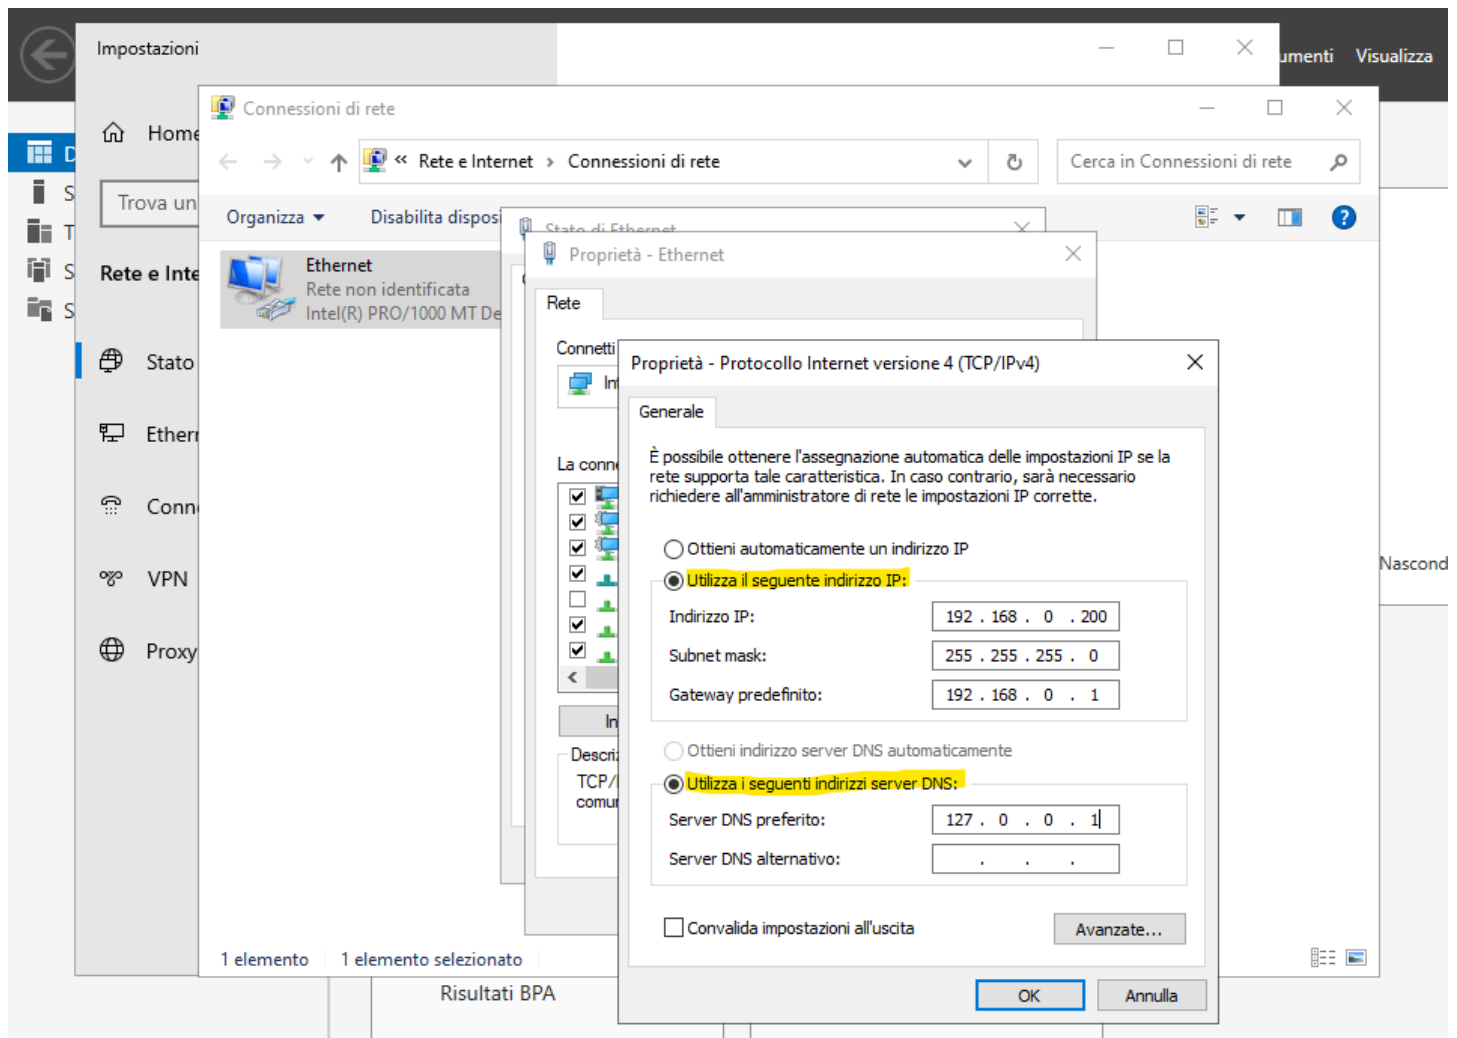 Impostazioni
umenti Visualizza
Connessioni di rete
Home
« Rete e Internet › Connessioni di rete
Cerca in Connessioni di rete
D
S
T
S
S
Trova un
Organizza
Disabilita disposi
Stato di Ethernet
Proprietà - Ethernet
Rete e Inte
Ethernet
Rete non identificata
Intel(R) PRO/1000 MT De
Rete
Connetti
Int
Stato
Ethern
Conn
VPN
Proxy
La conne
In
Descriz
TCP/I
comun
Proprietà - Protocollo Internet versione 4 (TCP/IPv4)
Generale
È possibile ottenere l'assegnazione automatica delle impostazioni IP se la
rete supporta tale caratteristica. In caso contrario, sarà necessario
richiedere all'amministratore di rete le impostazioni IP corrette.
Ottieni automaticamente un indirizzo IP
Utilizza il seguente indirizzo IP:
Indirizzo IP: 192 . 168 . 0 . 200
Subnet mask: 255 . 255 . 255 . 0
Gateway predefinito: 192 . 168 . 0 . 1
Ottieni indirizzo server DNS automaticamente
Utilizza i seguenti indirizzi server DNS:
Server DNS preferito: 127 . 0 . 0 . 1
Server DNS alternativo: . . .
Convalida impostazioni all'uscita
Avanzate...
OK
Annulla
Nascond
1 elemento 1 elemento selezionato
Risultati BPA